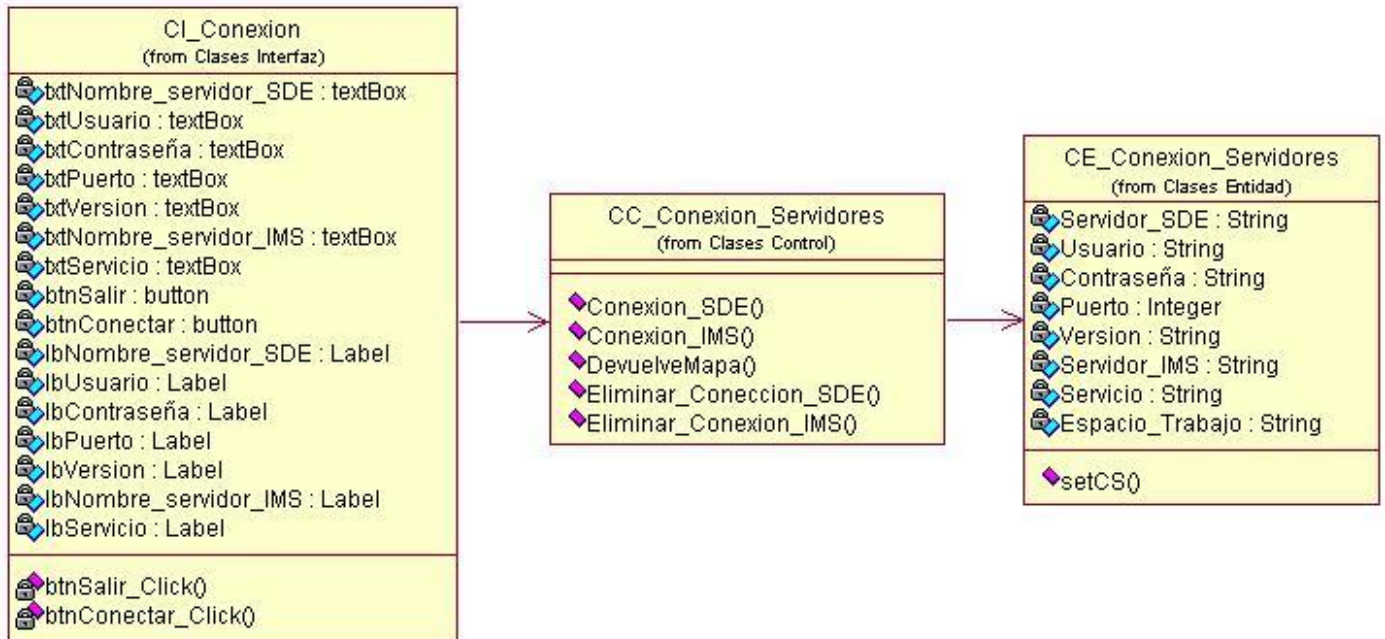 CI_Conexion
(from Clases Interfaz)
txtNombre_servidor_SDE : textBox
txtUsuario : textBox
txtContraseña : textBox
txtPuerto : textBox
txtVersion : textBox
txtNombre_servidor_IMS : textBox
txtServicio : textBox
btnSalir : button
btnConectar : button
lbNombre_servidor_SDE : Label
lbUsuario : Label
lbContraseña : Label
lbPuerto : Label
lbVersion : Label
lbNombre_servidor_IMS : Label
lbServicio : Label
btnSalir_Click()
btnConectar_Click()
CC_Conexion_Servidores
(from Clases Control)
Conexion_SDE()
Conexion_IMS()
DevuelveMapa()
Eliminar_Coneccion_SDE()
Eliminar_Conexion_IMS()
CE_Conexion_Servidores
(from Clases Entidad)
Servidor_SDE : String
Usuario : String
Contraseña : String
Puerto : Integer
Version : String
Servidor_IMS : String
Servicio : String
Espacio_Trabajo : String
setCS()